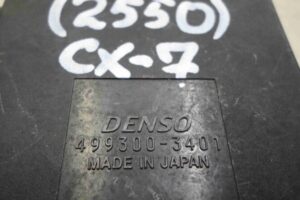 (2550)
CX-7
DENSO
499300-3401
MADE IN JAPAN